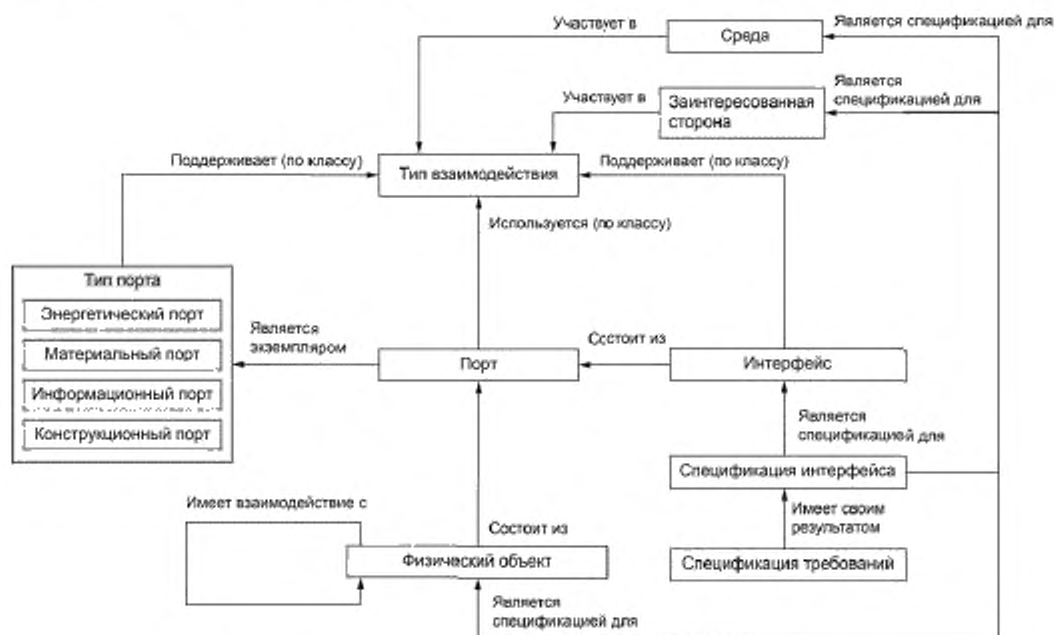 Участвует в
Среда
Является спецификацией для
Участвует в
Заинтересованная
сторона
Является
спецификацией для
Поддерживает (по классу)
Тип взаимодействия
Поддерживает (по классу)
Используется (по классу)
Тип порта
Энергетический порт
Материальный порт
Информационный порт
Конструкционный порт
Является
экземпляром
Порт
Состоит из
Интерфейс
Является
спецификацией для
Спецификация интерфейса
Имеет своим
результатом
Спецификация требований
Имеет взаимодействие с
Состоит из
Физический объект
Является
спецификацией для